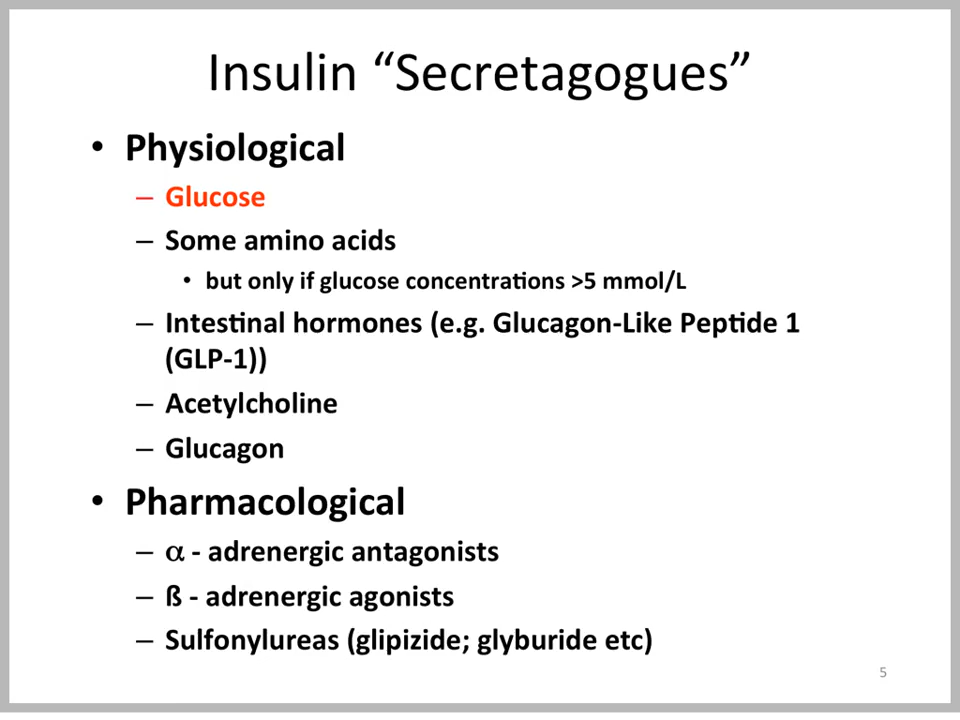 Insulin “Secretagogues”
• Physiological
– Glucose
– Some amino acids
• but only if glucose concentrations >5 mmol/L
– Intestinal hormones (e.g. Glucagon-Like Peptide 1
(GLP-1))
– Acetylcholine
– Glucagon
• Pharmacological
– α - adrenergic antagonists
– ß - adrenergic agonists
– Sulfonylureas (glipizide; glyburide etc)
5